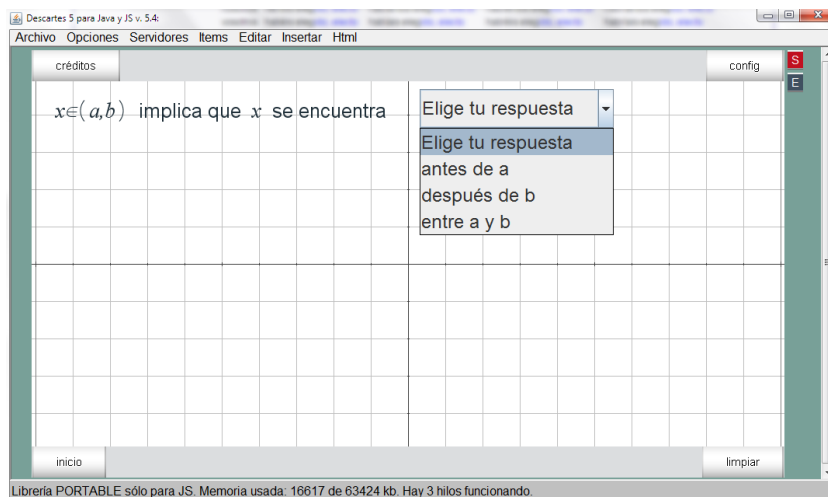 Descartes 5 para Java y JS v. 5.4:
Archivo Opciones Servidores Items Editar Insertar Html
créditos
config
S
E
x∈(a,b) implica que x se encuentra
Elige tu respuesta
Elige tu respuesta
antes de a
después de b
entre a y b
inicio
limpiar
Librería PORTABLE sólo para JS. Memoria usada: 16617 de 63424 kb. Hay 3 hilos funcionando.